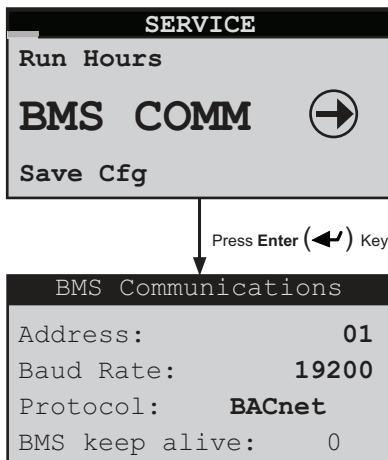 SERVICE
Run Hours
BMS COMM
Save Cfg
Press Enter (↵) Key
BMS Communications
Address: 01
Baud Rate: 19200
Protocol: BACnet
BMS keep alive: 0